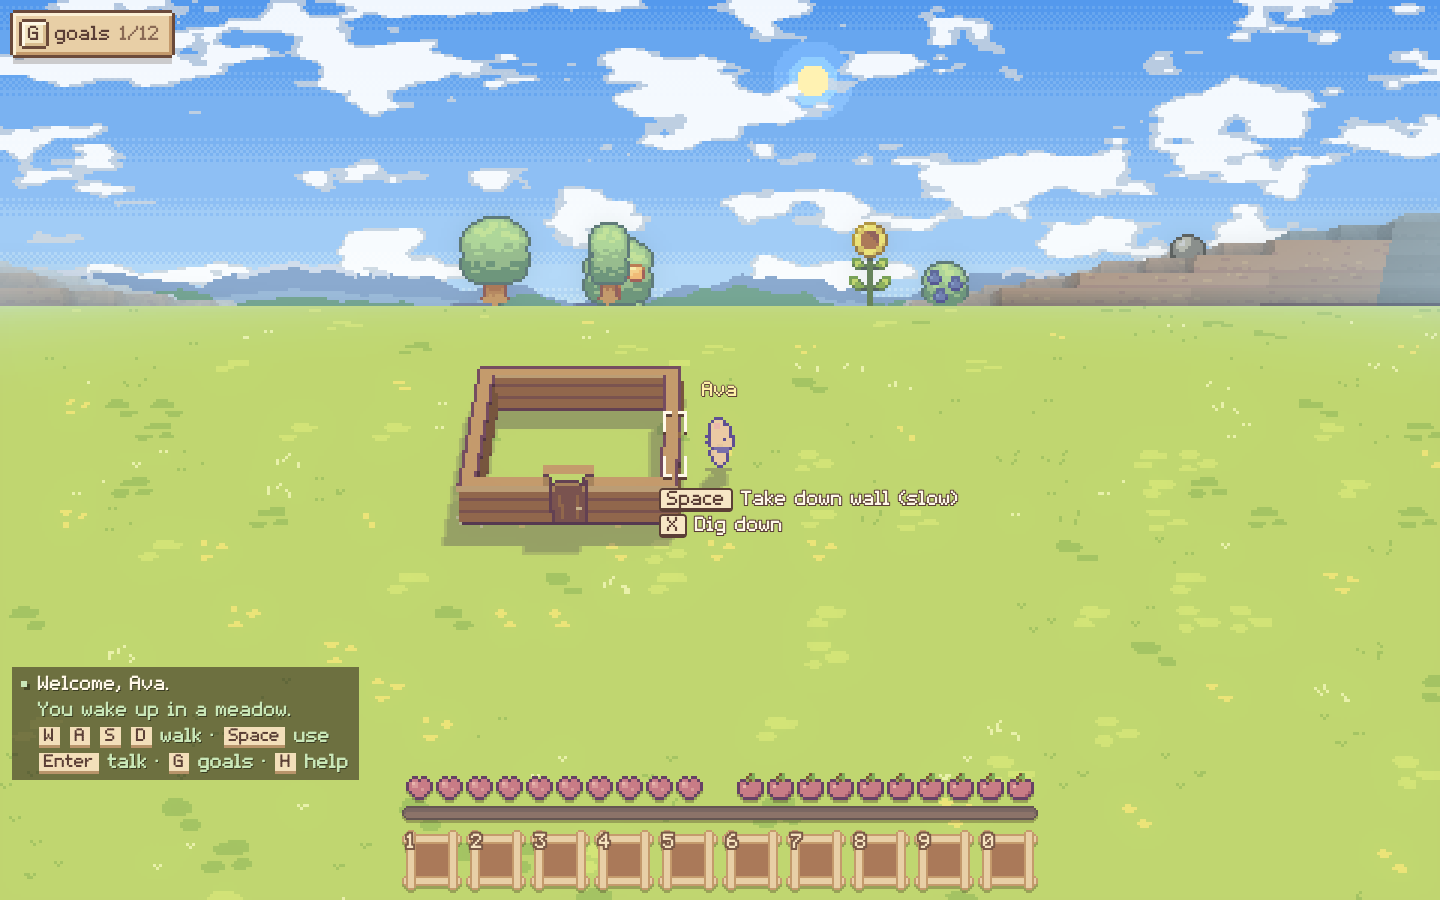 G goals 1/12
Ava
Space Take down wall (slow)
X Dig down
Welcome, Ava.
You wake up in a meadow.
W A S D walk · Space use
Enter talk · G goals · H help
1 2 3 4 5 6 7 8 9 0